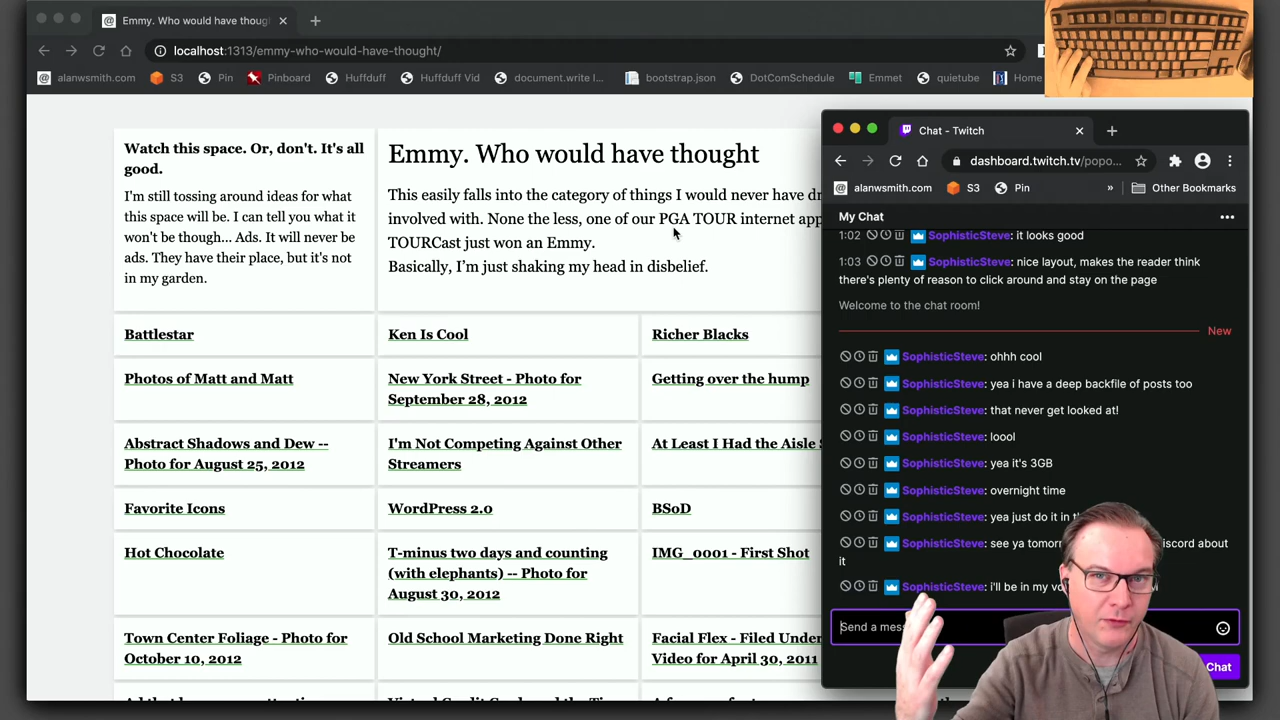 Emmy. Who would have though
localhost:1313/emmy-who-would-have-thought/
alanwsmith.com S3 Pin Pinboard Huffduff Huffduff Vid document.write I... bootstrap.json DotComSchedule Emmet quietube Home
Watch this space. Or, don't. It's all
good.
I'm still tossing around ideas for what
this space will be. I can tell you what it
won't be though... Ads. It will never be
ads. They have their place, but it's not
in my garden.
Emmy. Who would have thought
This easily falls into the category of things I would never have
involved with. None the less, one of our PGA TOUR internet
TOURCast just won an Emmy.
Basically, I'm just shaking my head in disbelief.
Battlestar
Ken Is Cool
Richer Blacks
Photos of Matt and Matt
New York Street - Photo for
September 28, 2012
Getting over the hump
Abstract Shadows and Dew --
Photo for August 25, 2012
I'm Not Competing Against Other
Streamers
At Least I Had the Aisle
Favorite Icons
WordPress 2.0
BSoD
Hot Chocolate
T-minus two days and counting
(with elephants) -- Photo for
August 30, 2012
IMG_0001 - First Shot
Town Center Foliage - Photo for
October 10, 2012
Old School Marketing Done Right
Facial Flex - Filed Under
Video for April 30, 2011
Chat - Twitch
dashboard.twitch.tv/popo...
alanwsmith.com S3 Pin » Other Bookmarks
My Chat
1:02 SophisticSteve: it looks good
1:03 SophisticSteve: nice layout, makes the reader think
there's plenty of reason to click around and stay on the page
Welcome to the chat room!
New
SophisticSteve: ohhh cool
SophisticSteve: yea i have a deep backfile of posts too
SophisticSteve: that never get looked at!
SophisticSteve: loool
SophisticSteve: yea it's 3GB
SophisticSteve: overnight time
SophisticSteve: yea just do it in
SophisticSteve: see ya about
it
SophisticSteve: i'll be in my
Send a
Chat